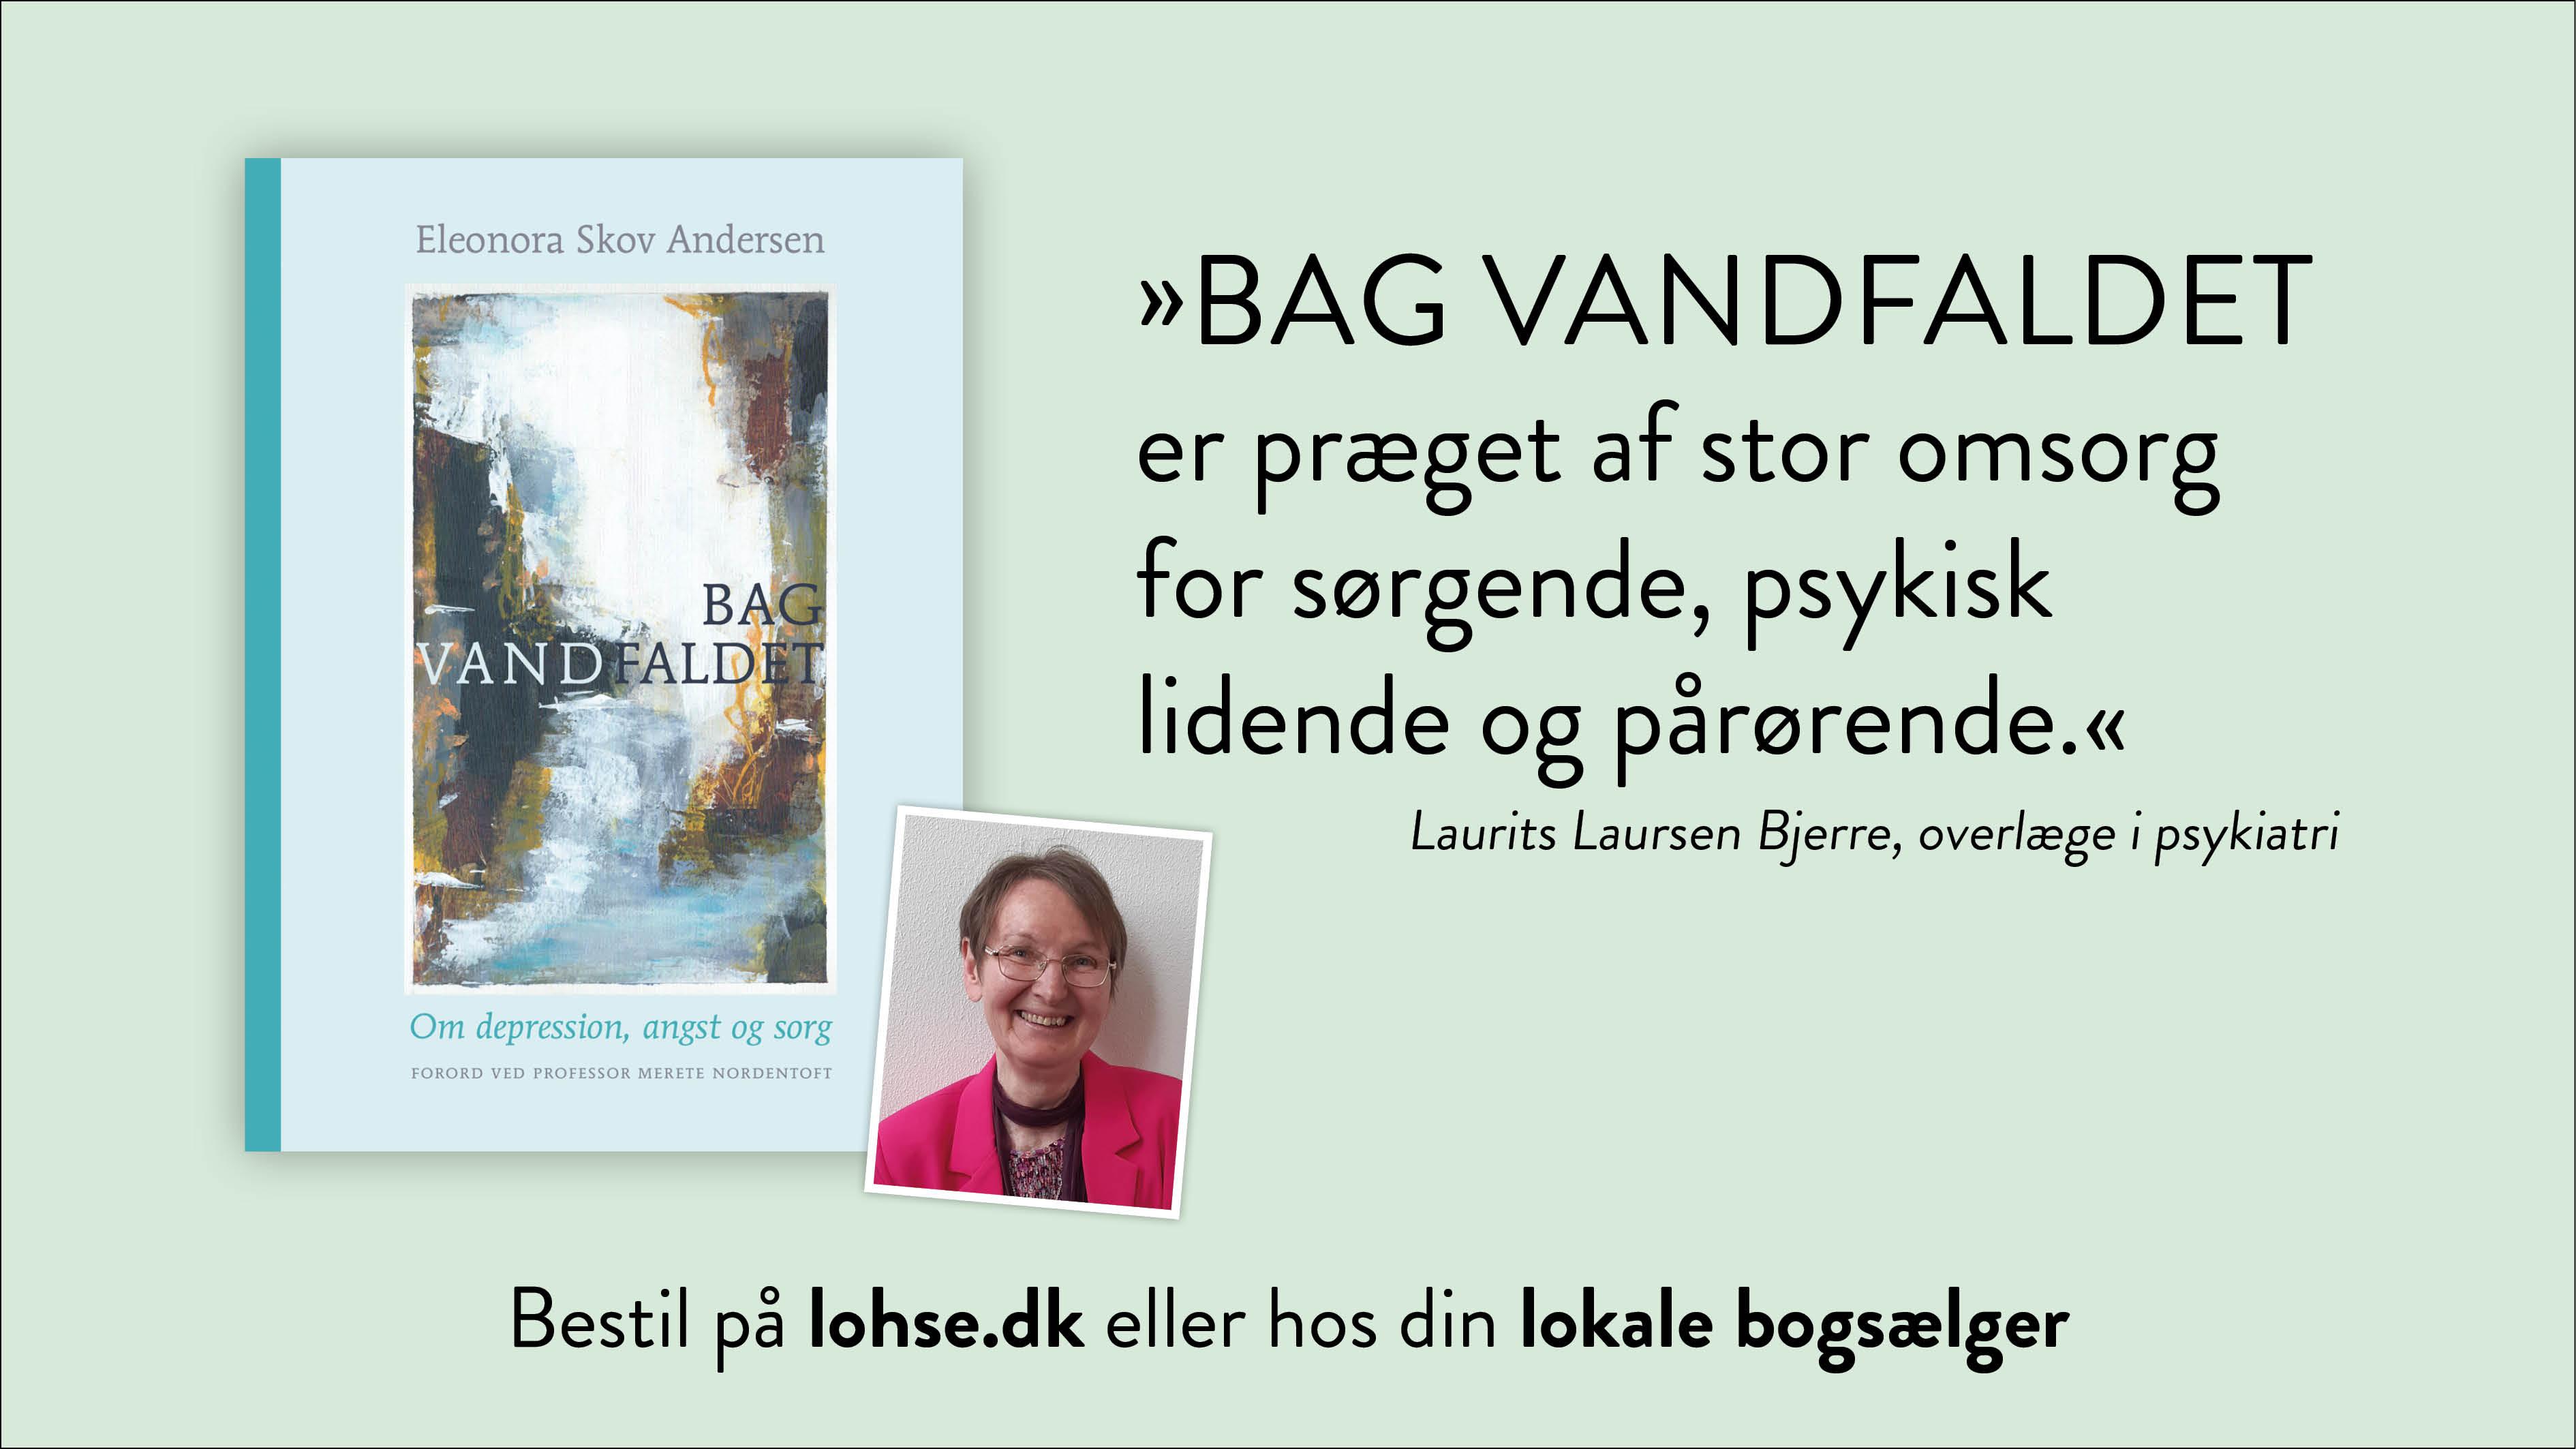 Eleonora Skov Andersen
BAG
VANDFALDET
Om depression, angst og sorg
FORORD VED PROFESSOR MERETE NORDENTOFT
»BAG VANDFALDET
er præget af stor omsorg
for sørgende, psykisk
lidende og pårørende.«
Laurits Laursen Bjerre, overlæge i psykiatri
Bestil på lohse.dk eller hos din lokale bogsælger